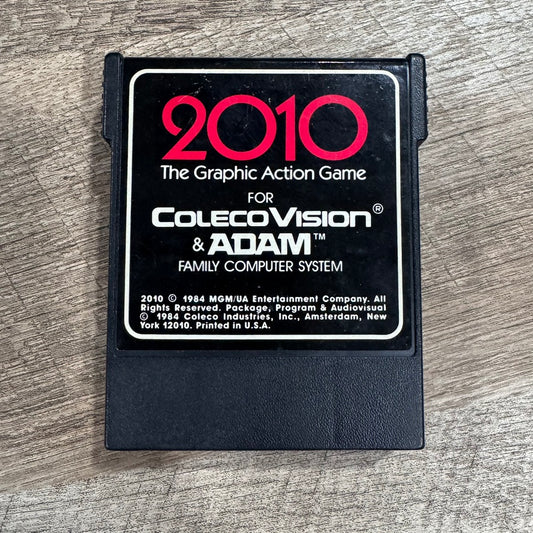 2010
The Graphic Action Game
FOR
COLECOVISION®
& ADAM™
FAMILY COMPUTER SYSTEM
2010 © 1984 MGM/UA Entertainment Company. All
Rights Reserved. Package, Program & Audiovisual
© 1984 Coleco Industries, Inc., Amsterdam, New
York 12010. Printed in U.S.A.